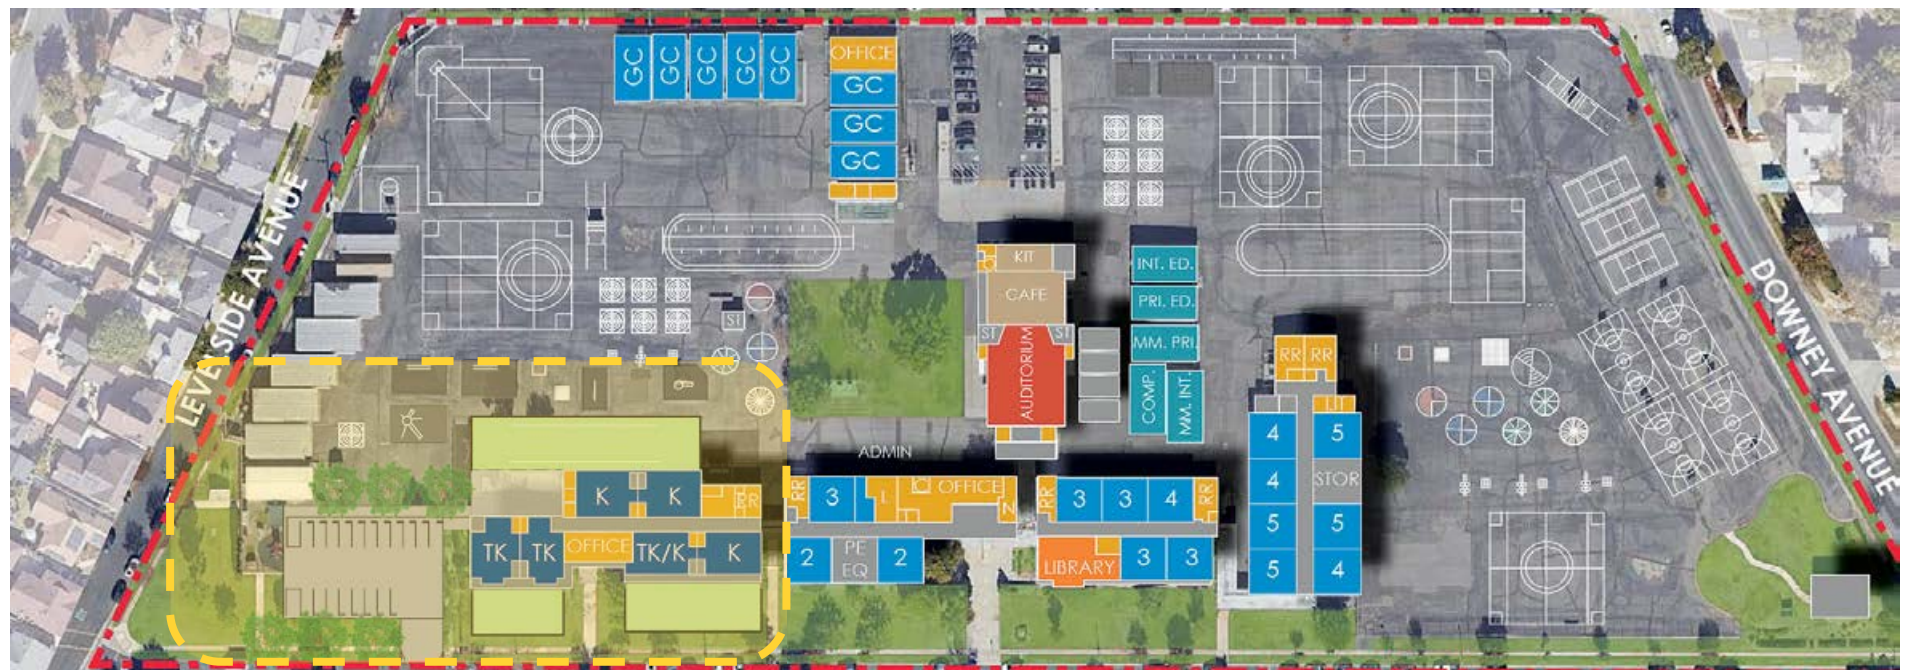 GC
GC
GC
GC
GC
OFFICE
GC
GC
GC
LEVELSIDE AVENUE
DOWNEY AVENUE
KIT
CAFE
ST
ST
ST
AUDITORIUM
INT. ED.
PRI. ED.
MM. PRI.
COMP.
MM. INT.
RR RR
4
5
4
STOR
5
5
5
4
ADMIN
K
K
RR
TK
TK
OFFICE
TK/K
K
RR
3
L
OFFICE
N
2
PE
EQ
2
RR
3
3
4
RR
LIBRARY
3
3